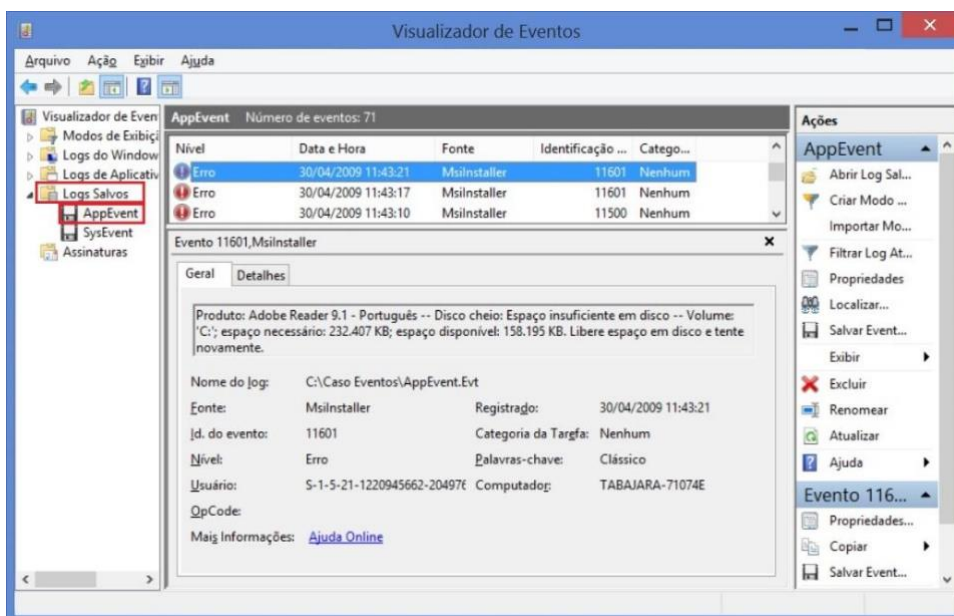 Visualizador de Eventos
Arquivo Ação Exibir Ajuda
Visualizador de Even
Modos de Exibiçã
Logs do Window
Logs de Aplicativ
Logs Salvos
AppEvent
SysEvent
Assinaturas
AppEvent Número de eventos: 71
Nível Data e Hora Fonte Identificação ... Catego...
Erro 30/04/2009 11:43:21 MsiInstaller 11601 Nenhum
Erro 30/04/2009 11:43:17 MsiInstaller 11601 Nenhum
Erro 30/04/2009 11:43:10 MsiInstaller 11500 Nenhum
Evento 11601,MsiInstaller
Geral Detalhes
Produto: Adobe Reader 9.1 - Português -- Disco cheio: Espaço insuficiente em disco -- Volume:
'C:'; espaço necessário: 232.407 KB; espaço disponível: 158.195 KB. Libere espaço em disco e tente
novamente.
Nome do log: C:\Caso Eventos\AppEvent.Evt
Fonte: MsiInstaller Registrado: 30/04/2009 11:43:21
Id. do evento: 11601 Categoria da Tarefa: Nenhum
Nível: Erro Palavras-chave: Clássico
Usuário: S-1-5-21-1220945662-204976 Computador: TABAJARA-71074E
OpCode:
Mais Informações: Ajuda Online
Ações
AppEvent
Abrir Log Sal...
Criar Modo ...
Importar Mo...
Filtrar Log At...
Propriedades
Localizar...
Salvar Event...
Exibir
Excluir
Renomear
Atualizar
Ajuda
Evento 116...
Propriedades...
Copiar
Salvar Event...